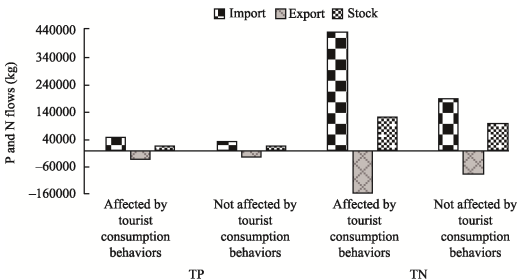 Import Export Stock
P and N flows (kg)
440000
340000
240000
140000
40000
−60000
−160000
Affected by
tourist
consumption
behaviors
Not affected by
tourist
consumption
behaviors
Affected by
tourist
consumption
behaviors
Not affected by
tourist
consumption
behaviors
TP
TN